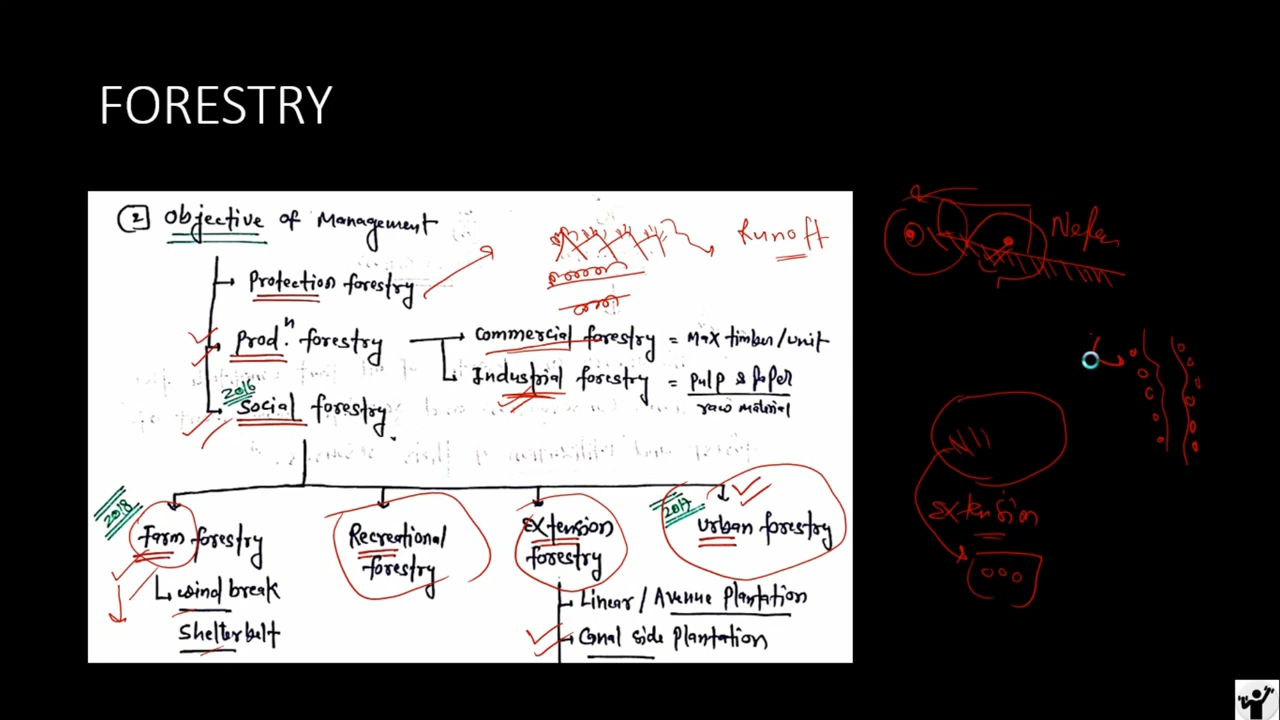 FORESTRY
② Objective of Management
Protection forestry
Runoff
Prod.ⁿ forestry
Commercial forestry = Max timber/unit
Industrial forestry = pulp & paper
raw material
2016
Social forestry
2018
Farm forestry
Recreational
forestry
Extension
forestry
2017
Urban forestry
wind break
Shelterbelt
Linear / Avenue Plantation
Canal side Plantation
Extension